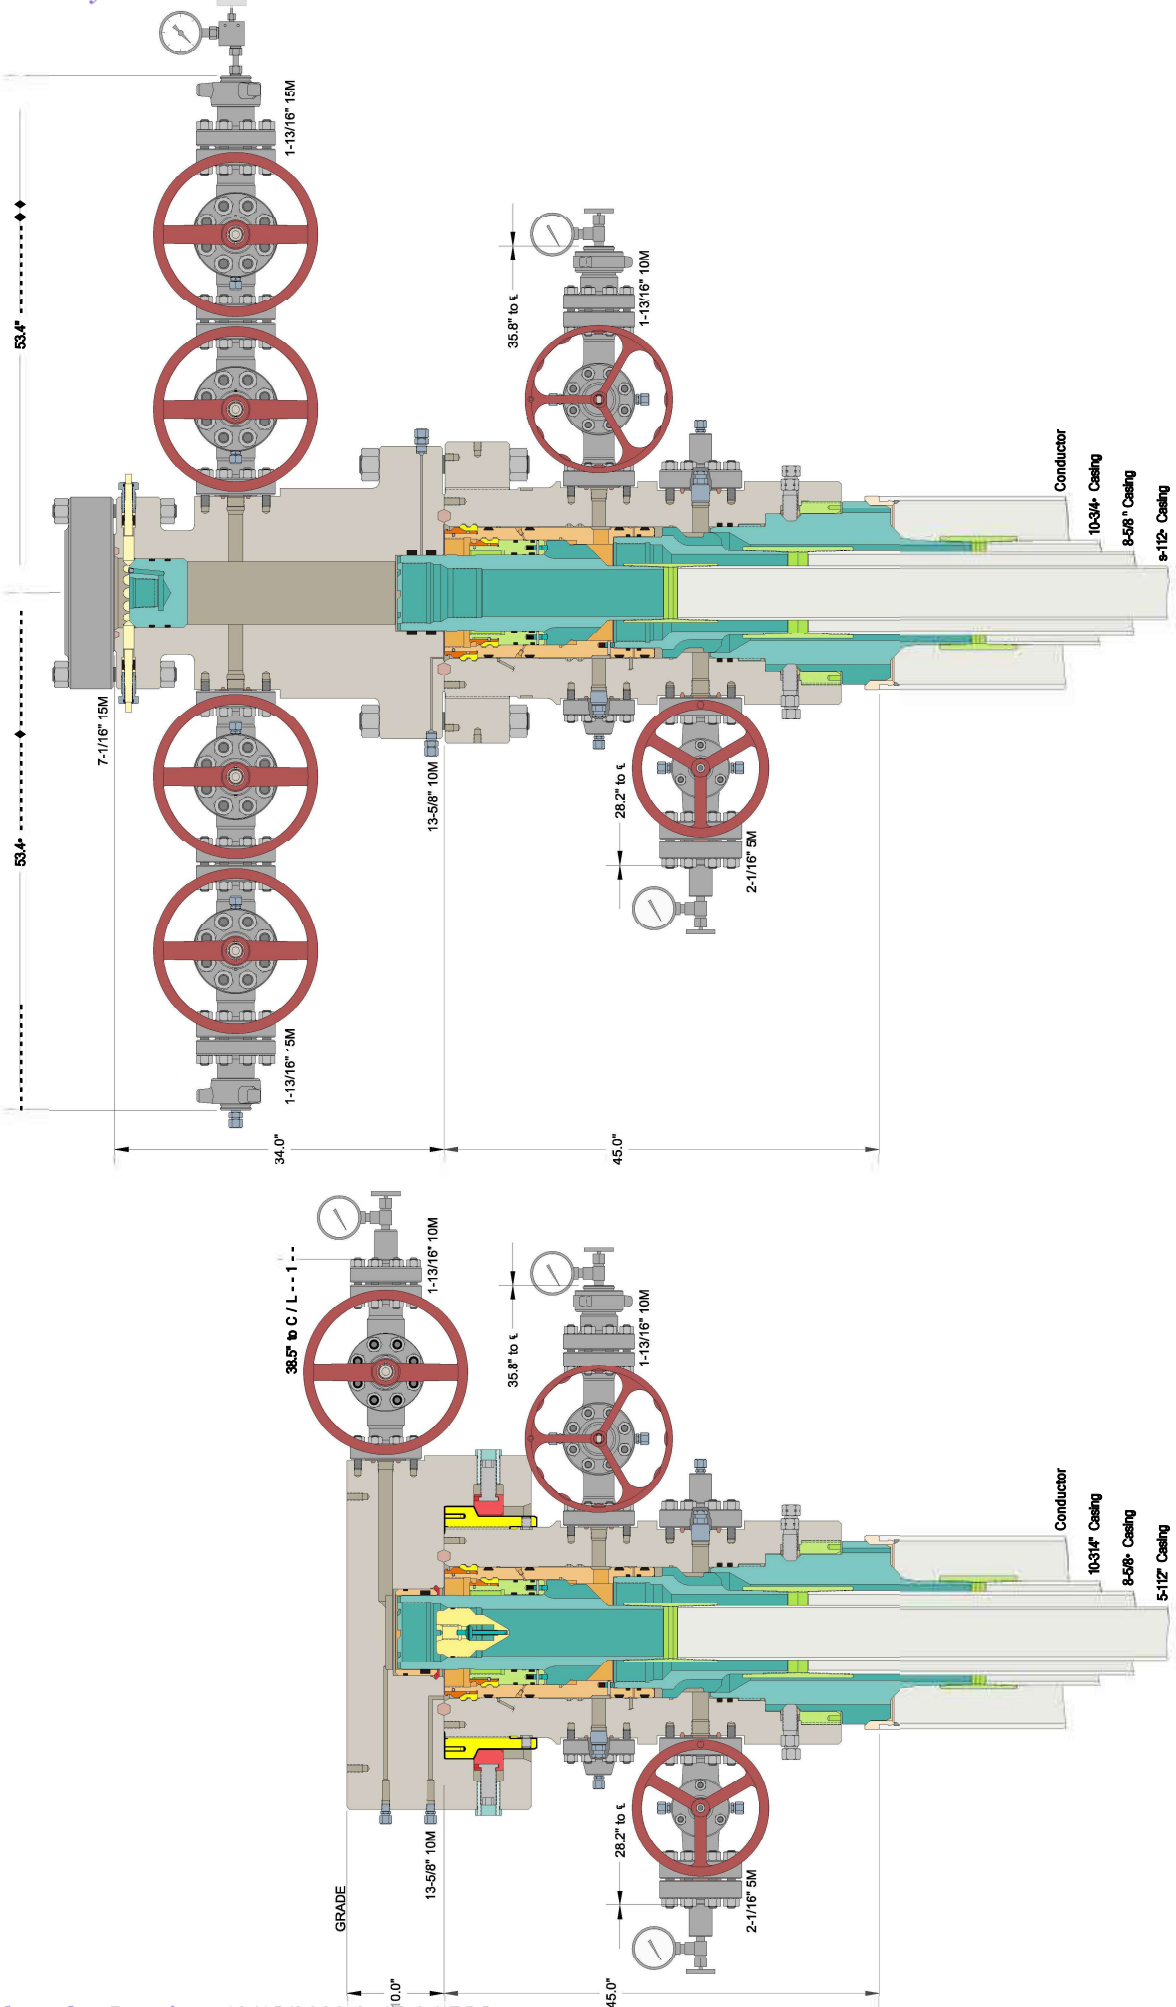 53.4"
53.4"
1-13/16" 15M
35.8" to ℄
1-13/16" 10M
Conductor
10-3/4" Casing
8-5/8 " Casing
s-112" Casing
7-1/16" 15M
13-5/8" 10M
28.2" to ℄
2-1/16" 5M
1-13/16" '5M
34.0"
45.0"
38.5" to C / L - - 1 - -
1-13/16" 10M
35.8" to ℄
1-13/16" 10M
Conductor
10-314" Casing
8-5/8" Casing
5-112" Casing
GRADE
13-5/8" 10M
28.2" to ℄
2-1/16" 5M
10.0"
45.0"